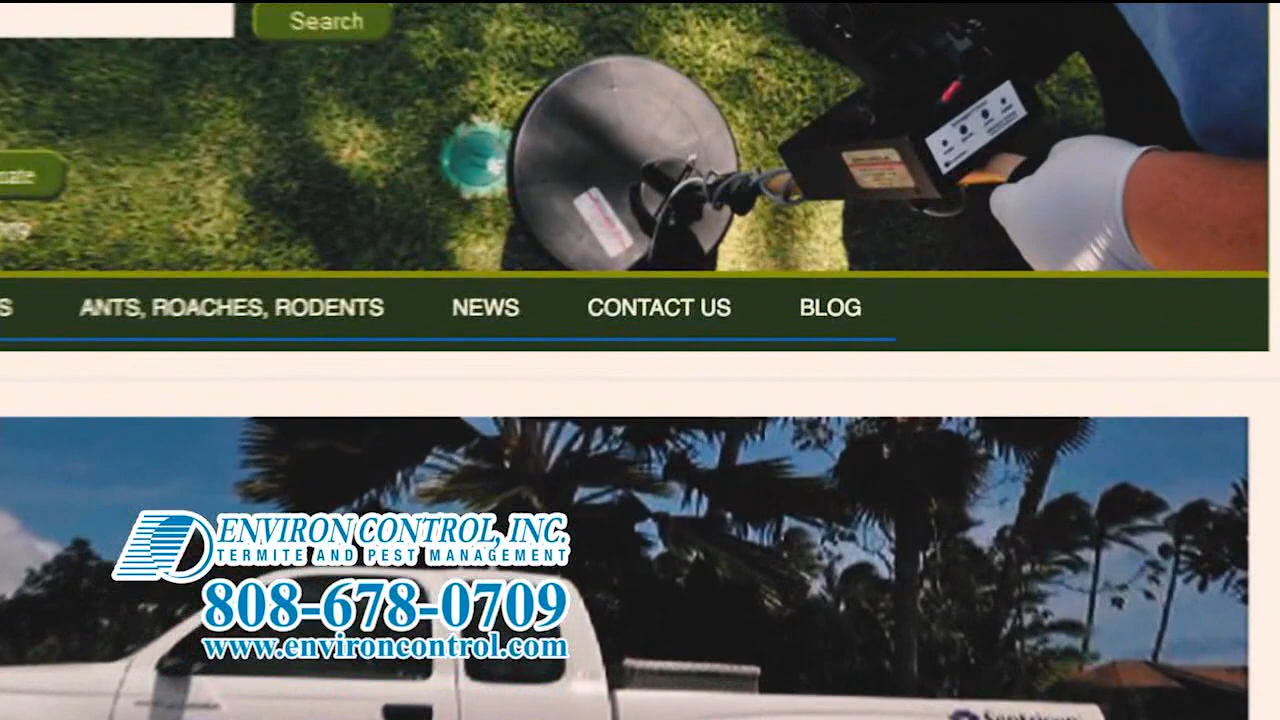 Search
ANTS, ROACHES, RODENTS
NEWS
CONTACT US
BLOG
ENVIRON CONTROL, INC.
TERMITE AND PEST MANAGEMENT
808-678-0709
www.environcontrol.com